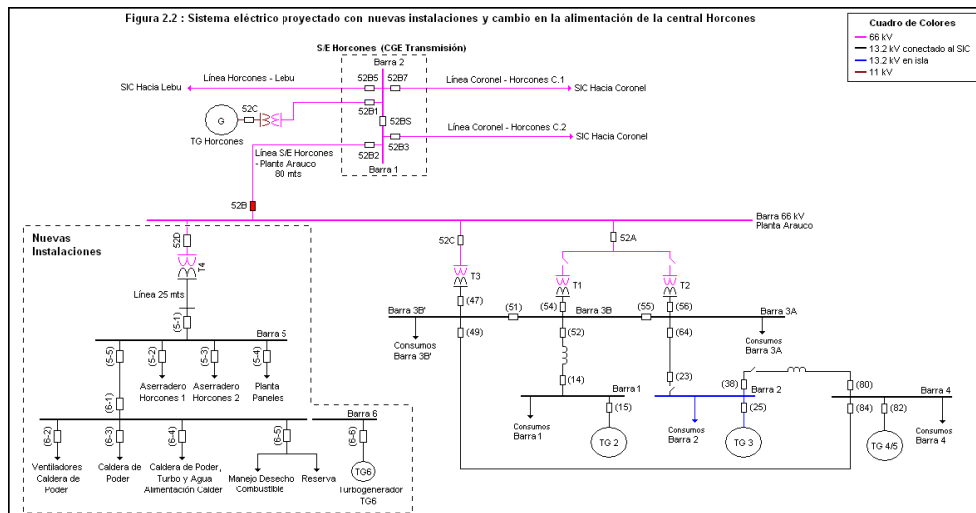 Figura 2.2 : Sistema eléctrico proyectado con nuevas instalaciones y cambio en la alimentación de la central Horcones
Cuadro de Colores
66 kV
13.2 kV conectado al SIC
13.2 kV en isla
11 kV
S/E Horcones (CGE Transmisión)
Barra 2
52B5
52B7
Línea Horcones - Lebu
Línea Coronel - Horcones C.1
SIC Hacia Lebu
SIC Hacia Coronel
52C
G
TG Horcones
52B1
52BS
Línea Coronel - Horcones C.2
SIC Hacia Coronel
52B3
52B2
Barra 1
Línea S/E Horcones
- Planta Arauco
80 mts
52B
Barra 66 kV
Planta Arauco
Nuevas
Instalaciones
52D
T4
Línea 25 mts
(5-1)
Barra 5
(5-5)
(5-2)
(5-3)
(5-4)
Aserradero
Horcones 1
Aserradero
Horcones 2
Planta
Paneles
(6-1)
Barra 6
(6-2)
(6-3)
(6-4)
(6-5)
(6-6)
Ventiladores
Caldera de
Poder
Caldera de
Poder
Caldera de Poder,
Turbo y Agua
Alimentación Calder
Manejo Desecho
Combustible
Reserva
TG6
Turbogenerador
TG6
52C
T3
52A
T1
T2
(47)
(54)
(56)
Barra 3B'
(51)
Barra 3B
(55)
Barra 3A
(49)
(52)
(64)
Consumos
Barra 3B'
Consumos
Barra 3A
(14)
(23)
(38)
(80)
Barra 1
Barra 2
Barra 4
(15)
(25)
(84)
(82)
Consumos
Barra 1
TG 2
Consumos
Barra 2
TG 3
TG 4/5
Consumos
Barra 4